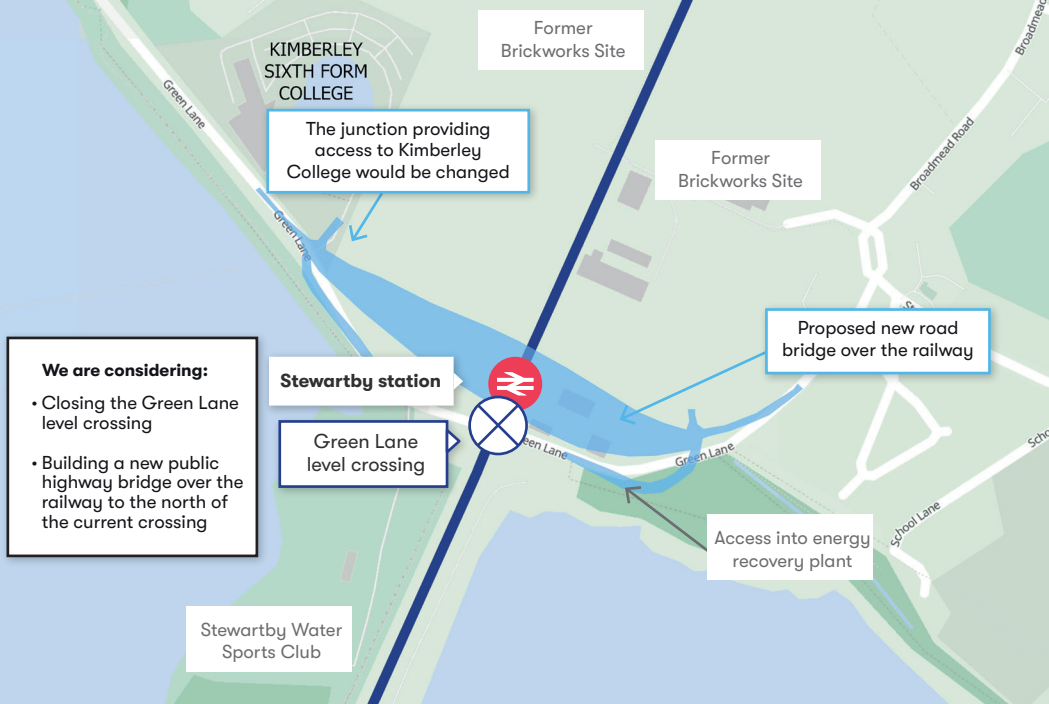 Former
Brickworks Site
Broadmead
KIMBERLEY
SIXTH FORM
COLLEGE
Green Lane
The junction providing
access to Kimberley
College would be changed
Former
Brickworks Site
Broadmead Road
Green Lane
Proposed new road
bridge over the railway
We are considering:
• Closing the Green Lane
level crossing
• Building a new public
highway bridge over the
railway to the north of
the current crossing
Stewartby station
Green Lane
level crossing
Green Lane
Green Lane
School Lane
Access into energy
recovery plant
Stewartby Water
Sports Club